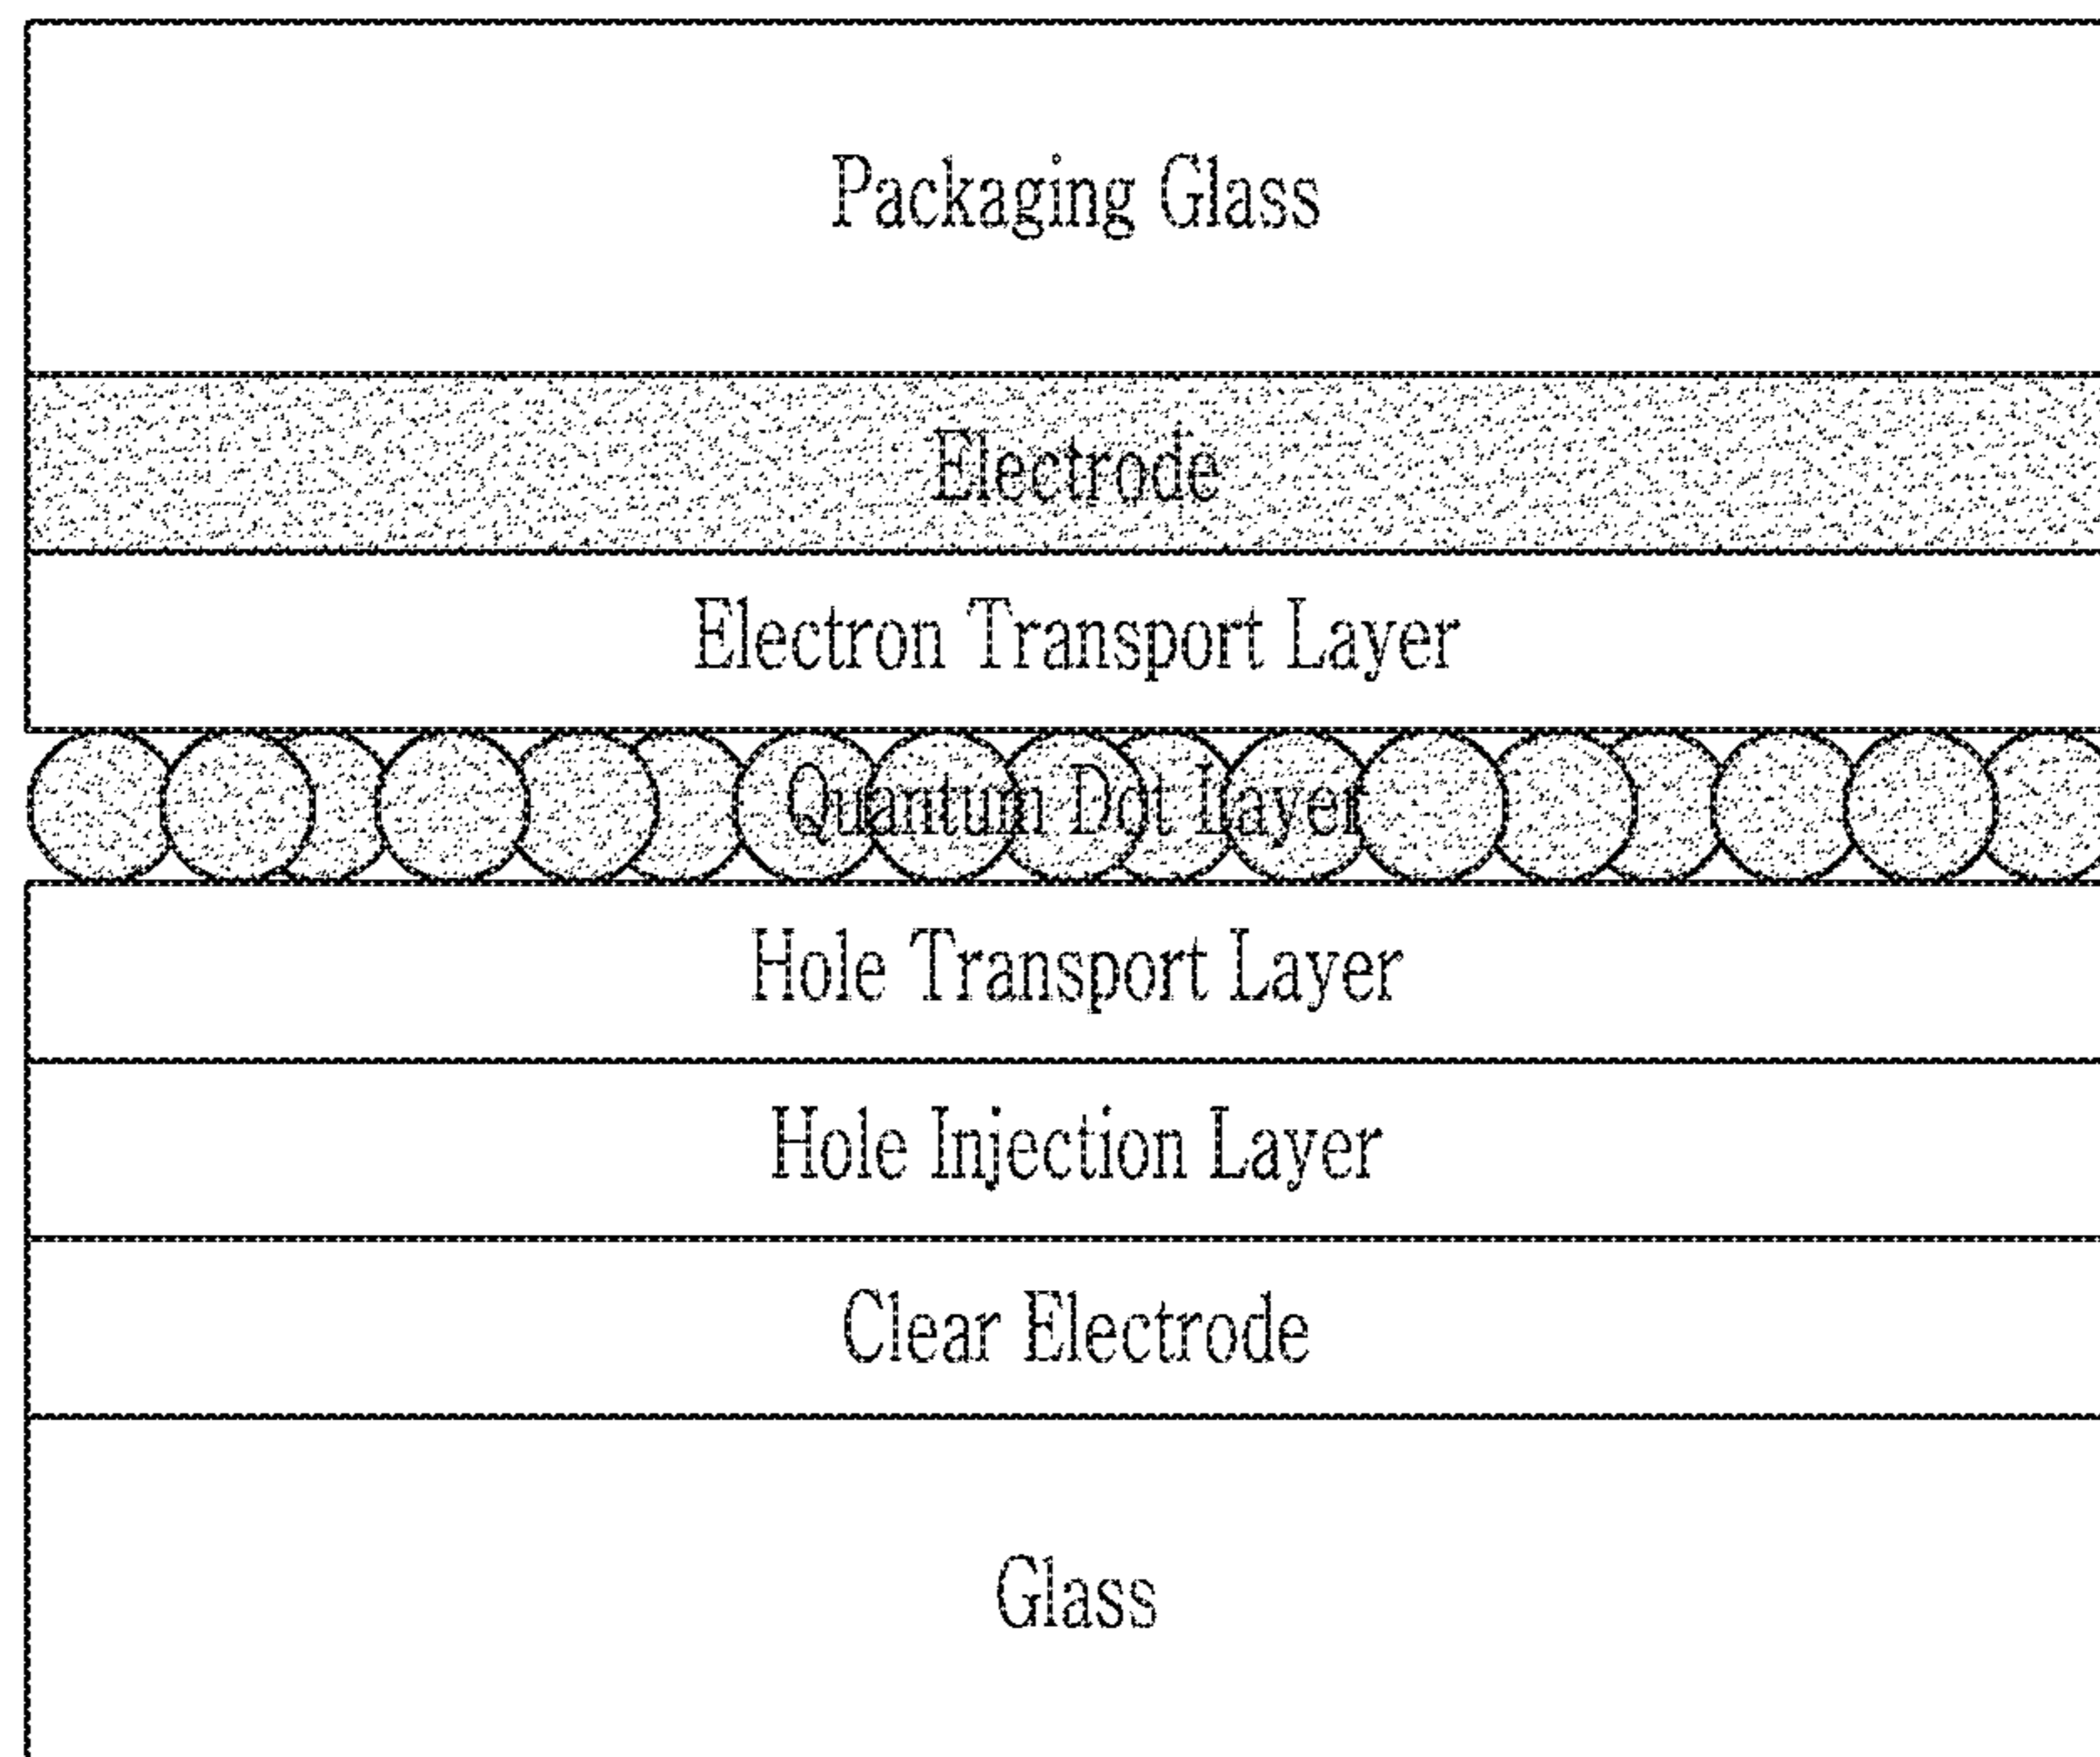 Packaging Glass
Electrode
Electron Transport Layer
Quantum Dot Layer
Hole Transport Layer
Hole Injection Layer
Clear Electrode
Glass